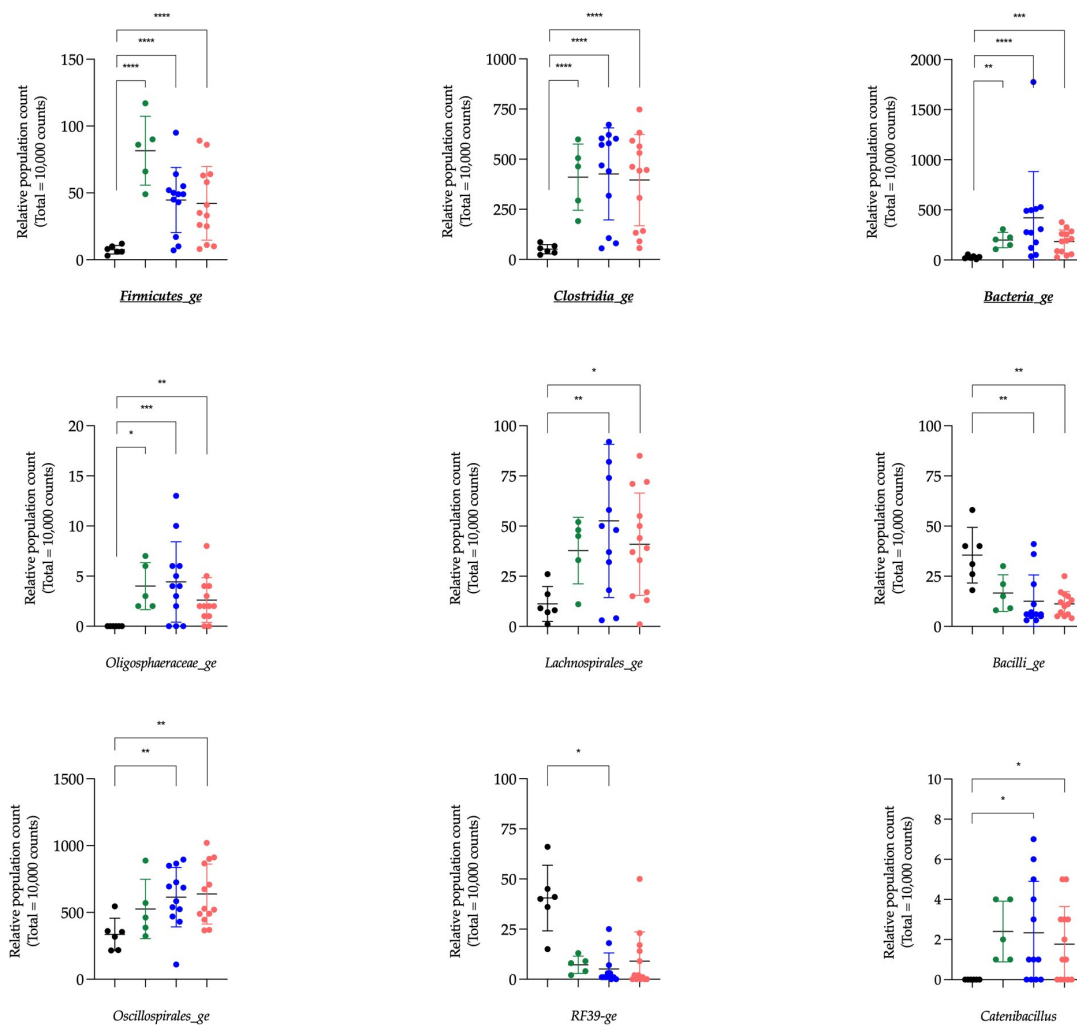 ****
****
****
150
100
50
0
Relative population count
(Total = 10,000 counts)
Firmicutes_ge
****
****
****
1000
750
500
250
0
Relative population count
(Total = 10,000 counts)
Clostridia_ge
***
****
**
2000
1500
1000
500
0
Relative population count
(Total = 10,000 counts)
Bacteria_ge
**
***
*
20
15
10
5
0
Relative population count
(Total = 10,000 counts)
Oligosphaeraceae_ge
*
**
100
75
50
25
0
Relative population count
(Total = 10,000 counts)
Lachnospirales_ge
**
**
100
75
50
25
0
Relative population count
(Total = 10,000 counts)
Bacilli_ge
**
**
1500
1000
500
0
Relative population count
(Total = 10,000 counts)
Oscillospirales_ge
*
100
75
50
25
0
Relative population count
(Total = 10,000 counts)
RF39-ge
*
*
10
8
6
4
2
0
Relative population count
(Total = 10,000 counts)
Catenibacillus